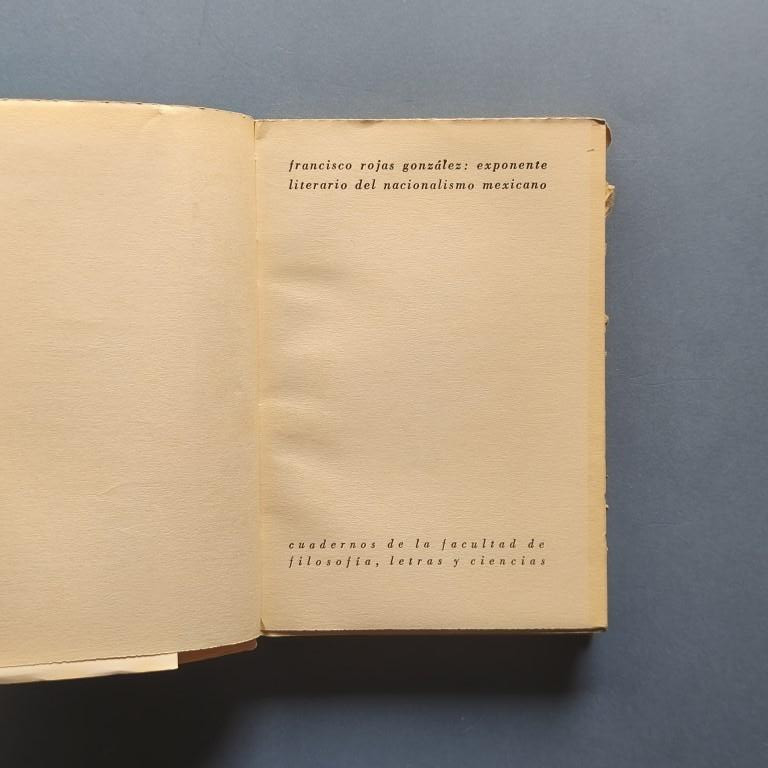 francisco rojas gonzález: exponente
literario del nacionalismo mexicano
cuadernos de la facultad de
filosofía, letras y ciencias